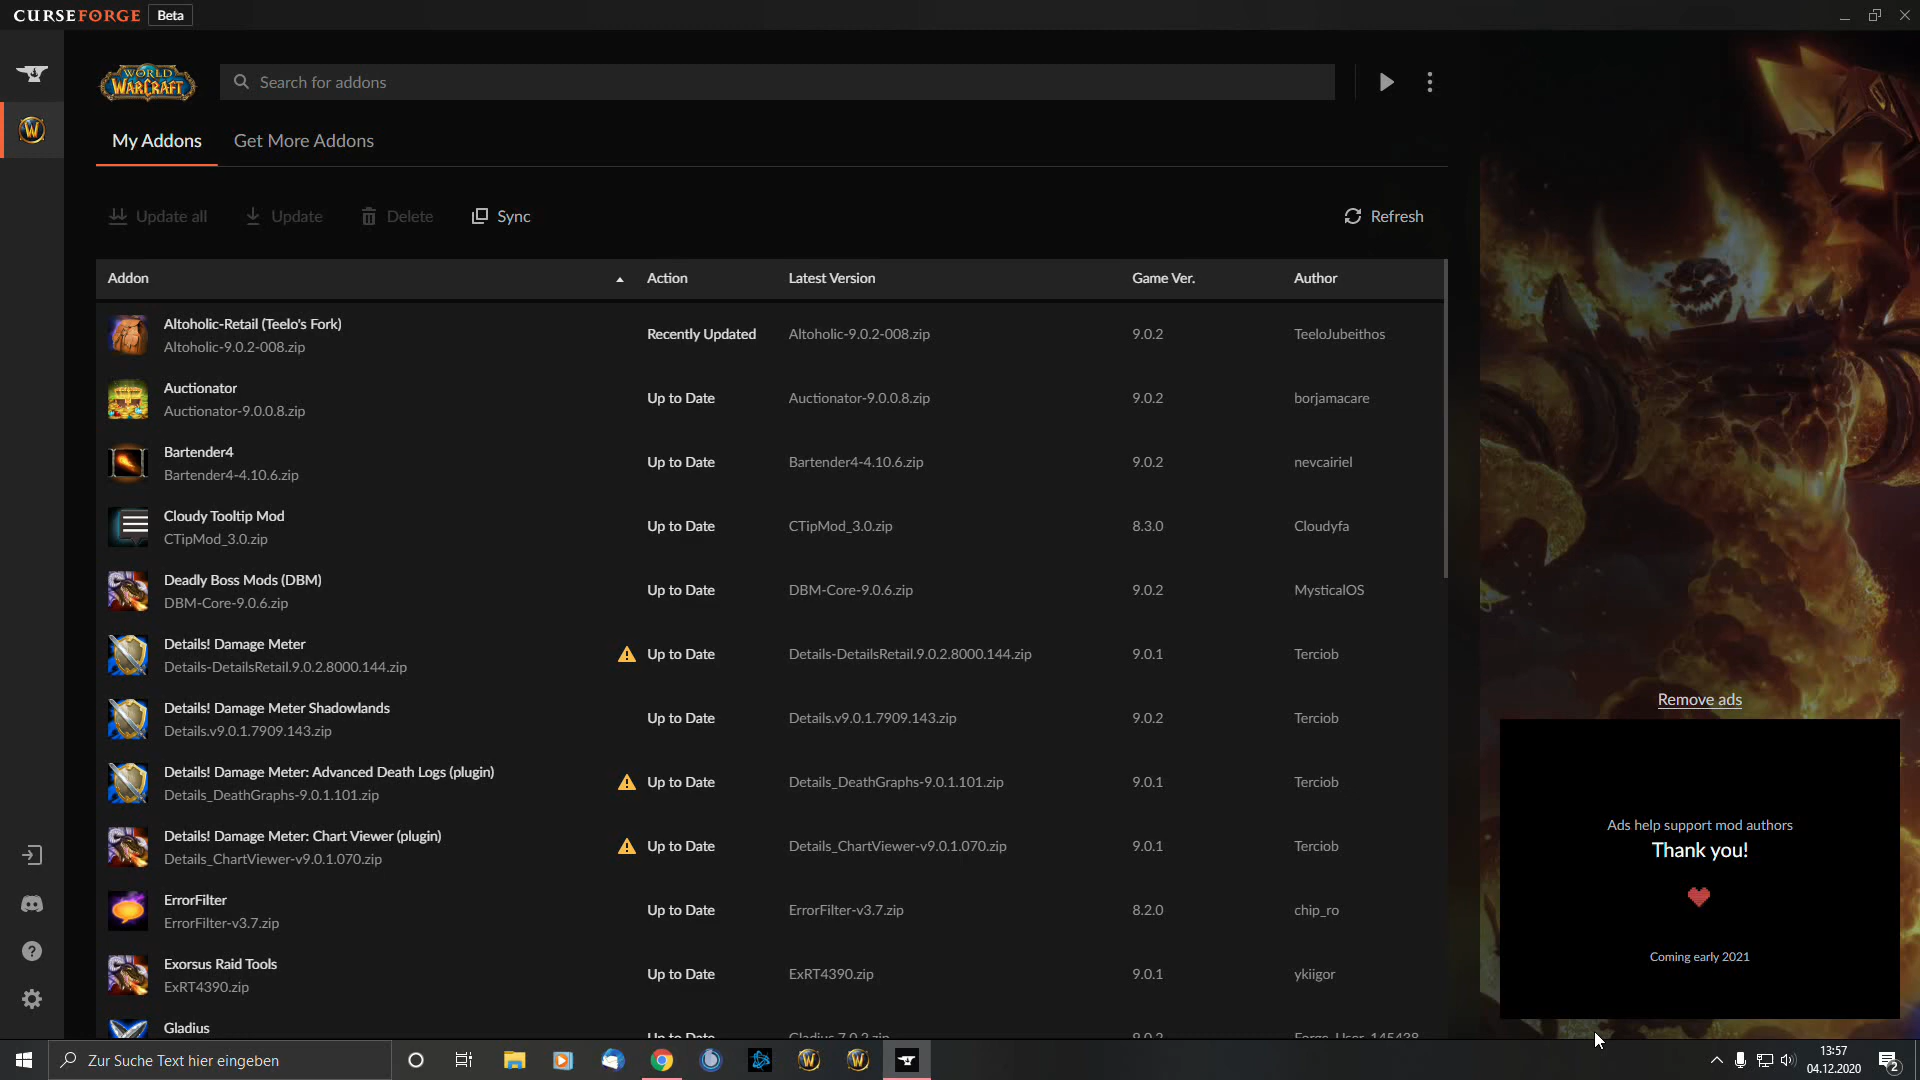 CURSEFORGE Beta
WORLD WARCRAFT
Search for addons
My Addons Get More Addons
Update all Update Delete Sync Refresh
Addon Action Latest Version Game Ver. Author
Altoholic-Retail (Teelo's Fork)
Altoholic-9.0.2-008.zip
Recently Updated Altoholic-9.0.2-008.zip 9.0.2 TeeloJubeithos
Auctionator
Auctionator-9.0.0.8.zip
Up to Date Auctionator-9.0.0.8.zip 9.0.2 borjamacare
Bartender4
Bartender4-4.10.6.zip
Up to Date Bartender4-4.10.6.zip 9.0.2 nevcairiel
Cloudy Tooltip Mod
CTipMod_3.0.zip
Up to Date CTipMod_3.0.zip 8.3.0 Cloudyfa
Deadly Boss Mods (DBM)
DBM-Core-9.0.6.zip
Up to Date DBM-Core-9.0.6.zip 9.0.2 MysticalOS
Details! Damage Meter
Details-DetailsRetail.9.0.2.8000.144.zip
Up to Date Details-DetailsRetail.9.0.2.8000.144.zip 9.0.1 Terciob
Details! Damage Meter Shadowlands
Details.v9.0.1.7909.143.zip
Up to Date Details.v9.0.1.7909.143.zip 9.0.2 Terciob
Details! Damage Meter: Advanced Death Logs (plugin)
Details_DeathGraphs-9.0.1.101.zip
Up to Date Details_DeathGraphs-9.0.1.101.zip 9.0.1 Terciob
Details! Damage Meter: Chart Viewer (plugin)
Details_ChartViewer-v9.0.1.070.zip
Up to Date Details_ChartViewer-v9.0.1.070.zip 9.0.1 Terciob
ErrorFilter
ErrorFilter-v3.7.zip
Up to Date ErrorFilter-v3.7.zip 8.2.0 chip_ro
Exorsus Raid Tools
ExRT4390.zip
Up to Date ExRT4390.zip 9.0.1 ykiigor
Gladius
Up to Date Gladius-7.0.2.zip 9.0.2
Remove ads
Ads help support mod authors
Thank you!
Coming early 2021
Zur Suche Text hier eingeben
13:57
04.12.2020
2